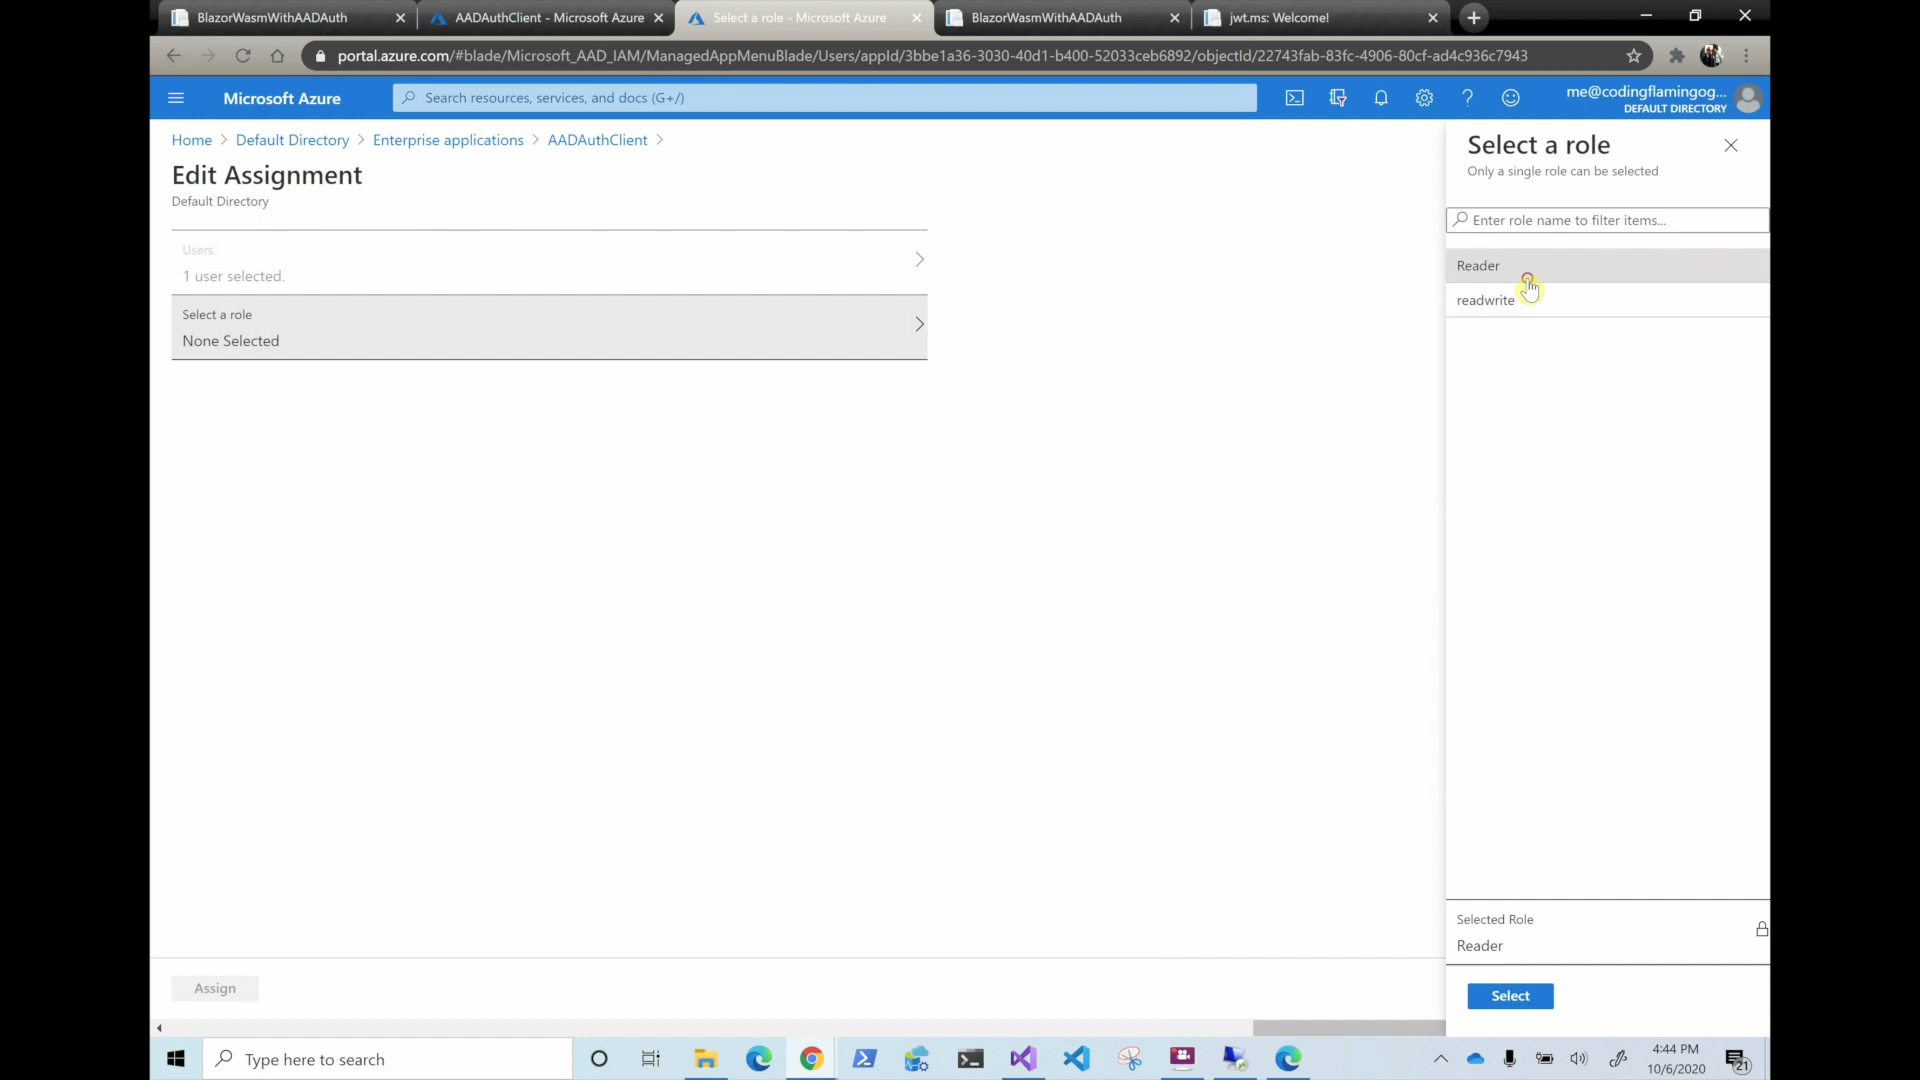 BlazorWasmWithAADAuth
AADAuthClient - Microsoft Azure
Select a role - Microsoft Azure
BlazorWasmWithAADAuth
jwt.ms: Welcome!
portal.azure.com/#blade/Microsoft_AAD_IAM/ManagedAppMenuBlade/Users/appId/3bbe1a36-3030-40d1-b400-52033ceb6892/objectId/22743fab-83fc-4906-80cf-ad4c936c7943
Microsoft Azure
Search resources, services, and docs (G+/)
me@codingflamingog...
DEFAULT DIRECTORY
Home > Default Directory > Enterprise applications > AADAuthClient >
Edit Assignment
Default Directory
Users
1 user selected.
Select a role
None Selected
Assign
Select a role
Only a single role can be selected
Enter role name to filter items...
Reader
readwrite
Selected Role
Reader
Select
Type here to search
4:44 PM
10/6/2020
21